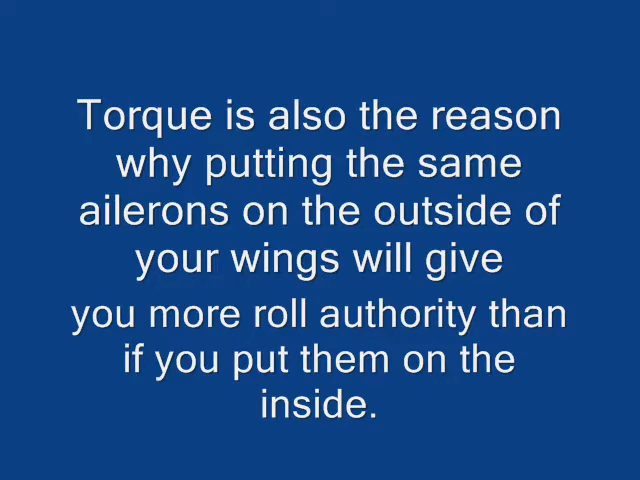 Torque is also the reason
why putting the same
ailerons on the outside of
your wings will give
you more roll authority than
if you put them on the
inside.